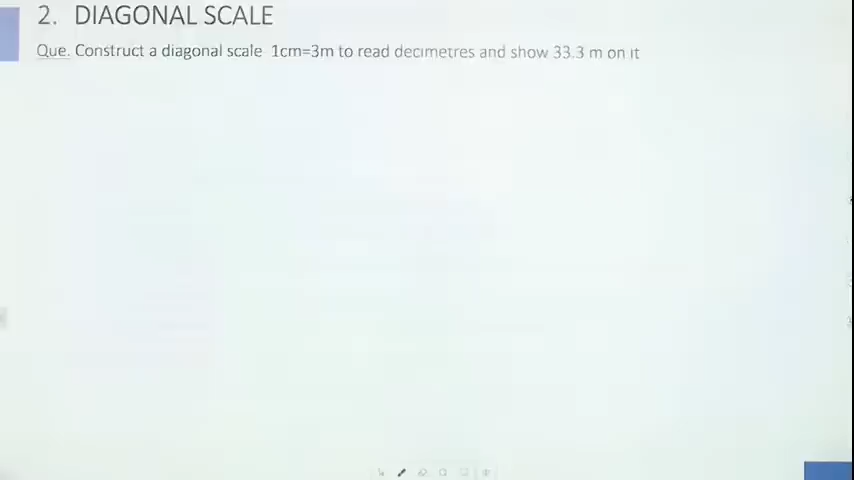 2. DIAGONAL SCALE
Que. Construct a diagonal scale 1cm=3m to read decimetres and show 33.3 m on it